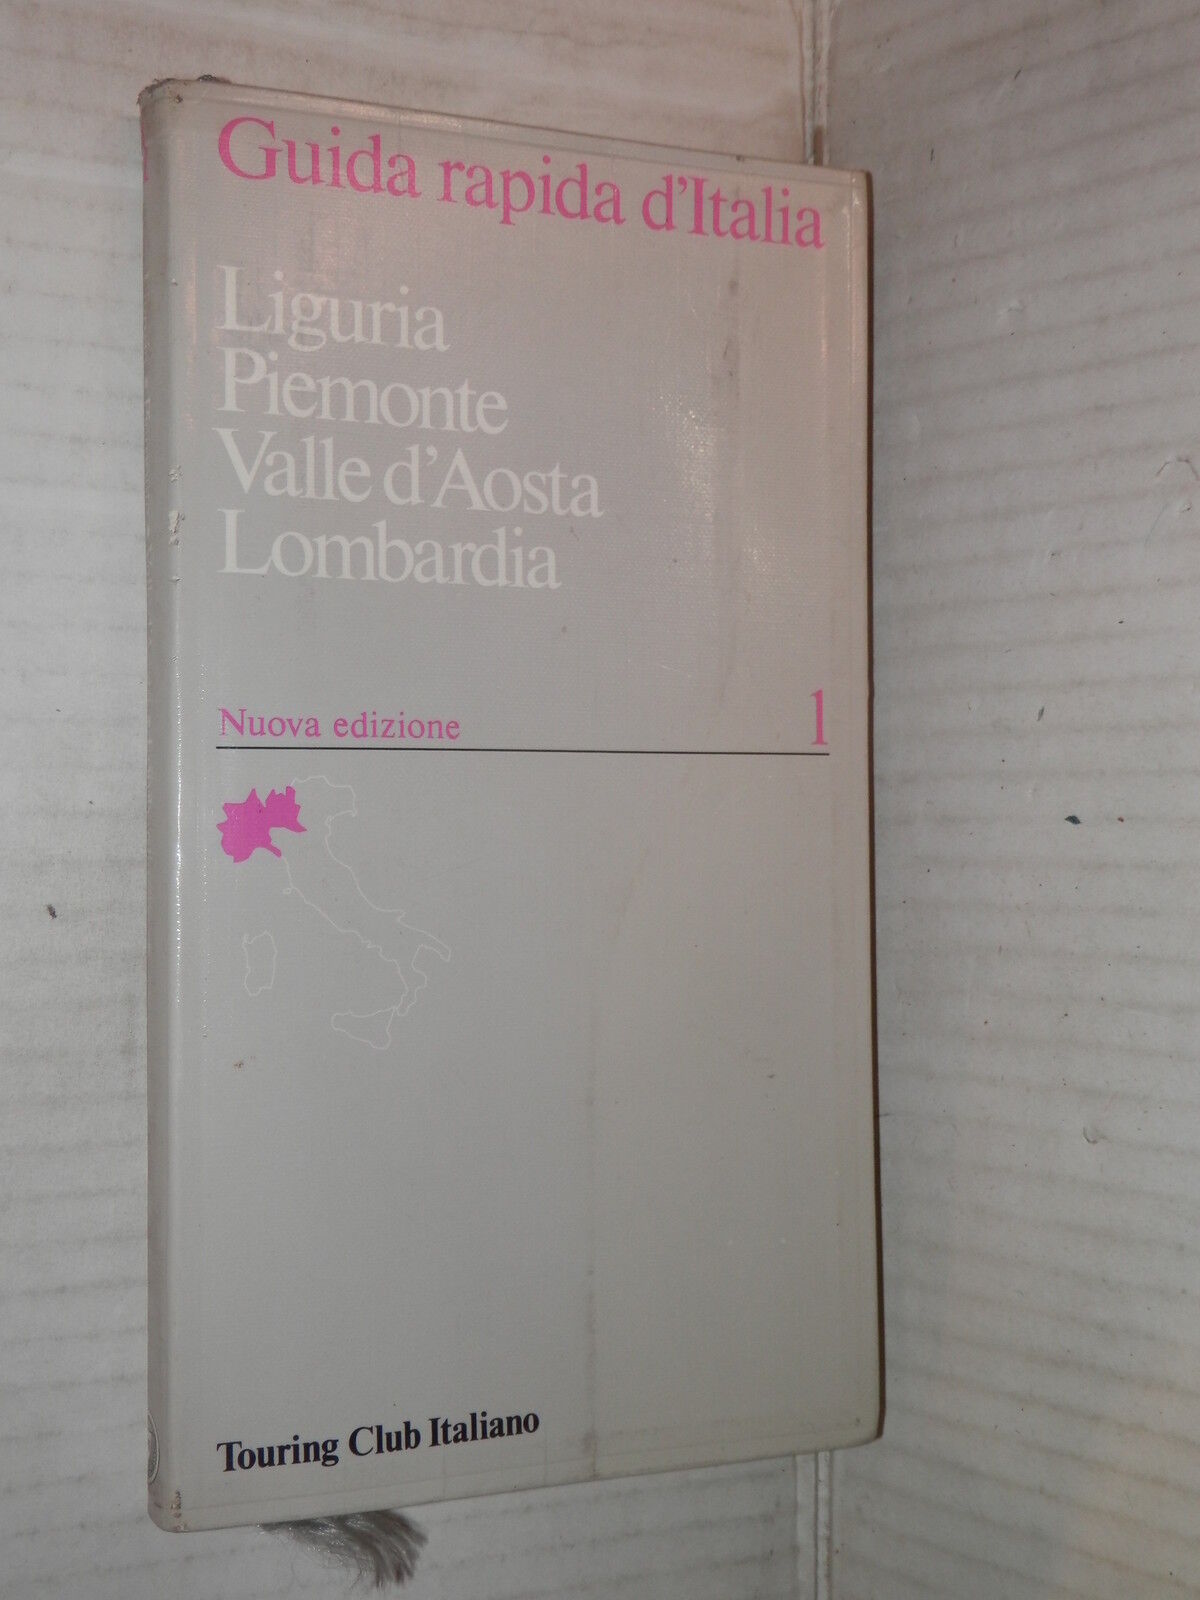 Guida rapida d'Italia
Liguria
Piemonte
Valle d'Aosta
Lombardia
Nuova edizione 1
Touring Club Italiano